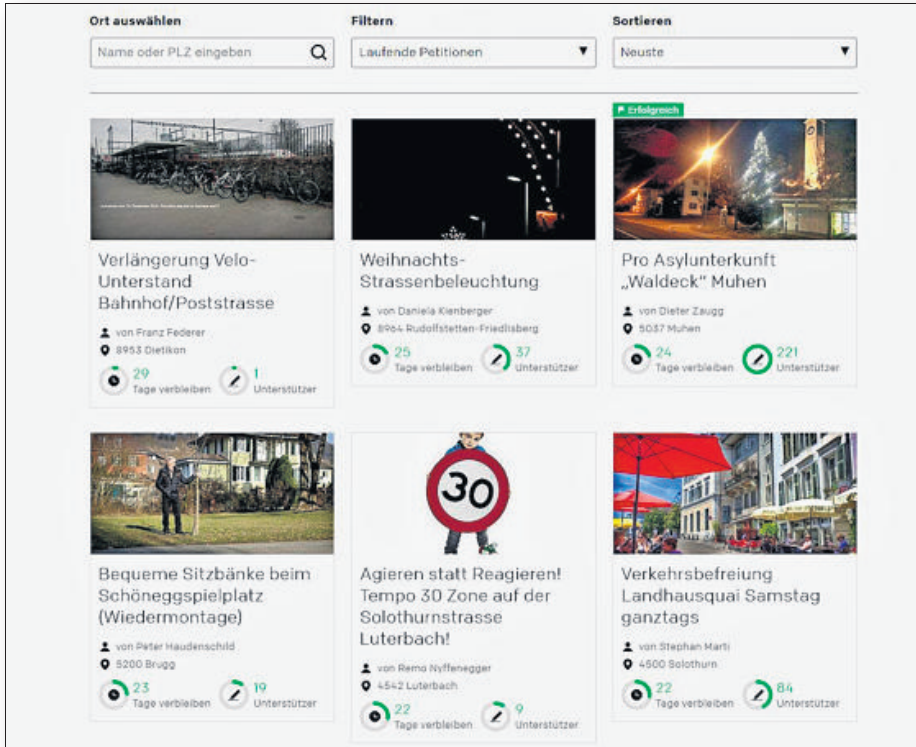 Ort auswählen
Filtern
Sortieren
Name oder PLZ eingeben
Laufende Petitionen
Neuste
Erfolgreich
Verlängerung Velo-
Unterstand
Bahnhof/Poststrasse
von Franz Federer
8953 Dietikon
29
Tage verbleiben
1
Unterstützer
Weihnachts-
Strassenbeleuchtung
von Daniela Kienberger
8964 Rudolfstetten-Friedlisberg
25
Tage verbleiben
37
Unterstützer
Pro Asylunterkunft
„Waldeck“ Muhen
von Dieter Zaugg
5037 Muhen
24
Tage verbleiben
221
Unterstützer
Bequeme Sitzbänke beim
Schöneggspielplatz
(Wiedermontage)
von Peter Haudenschild
5200 Brugg
23
Tage verbleiben
19
Unterstützer
30
Agieren statt Reagieren!
Tempo 30 Zone auf der
Solothurnstrasse
Luterbach!
von Remo Nyffenegger
4542 Luterbach
22
Tage verbleiben
9
Unterstützer
Verkehrsbefreiung
Landhausquai Samstag
ganztags
von Stephan Marti
4500 Solothurn
22
Tage verbleiben
84
Unterstützer